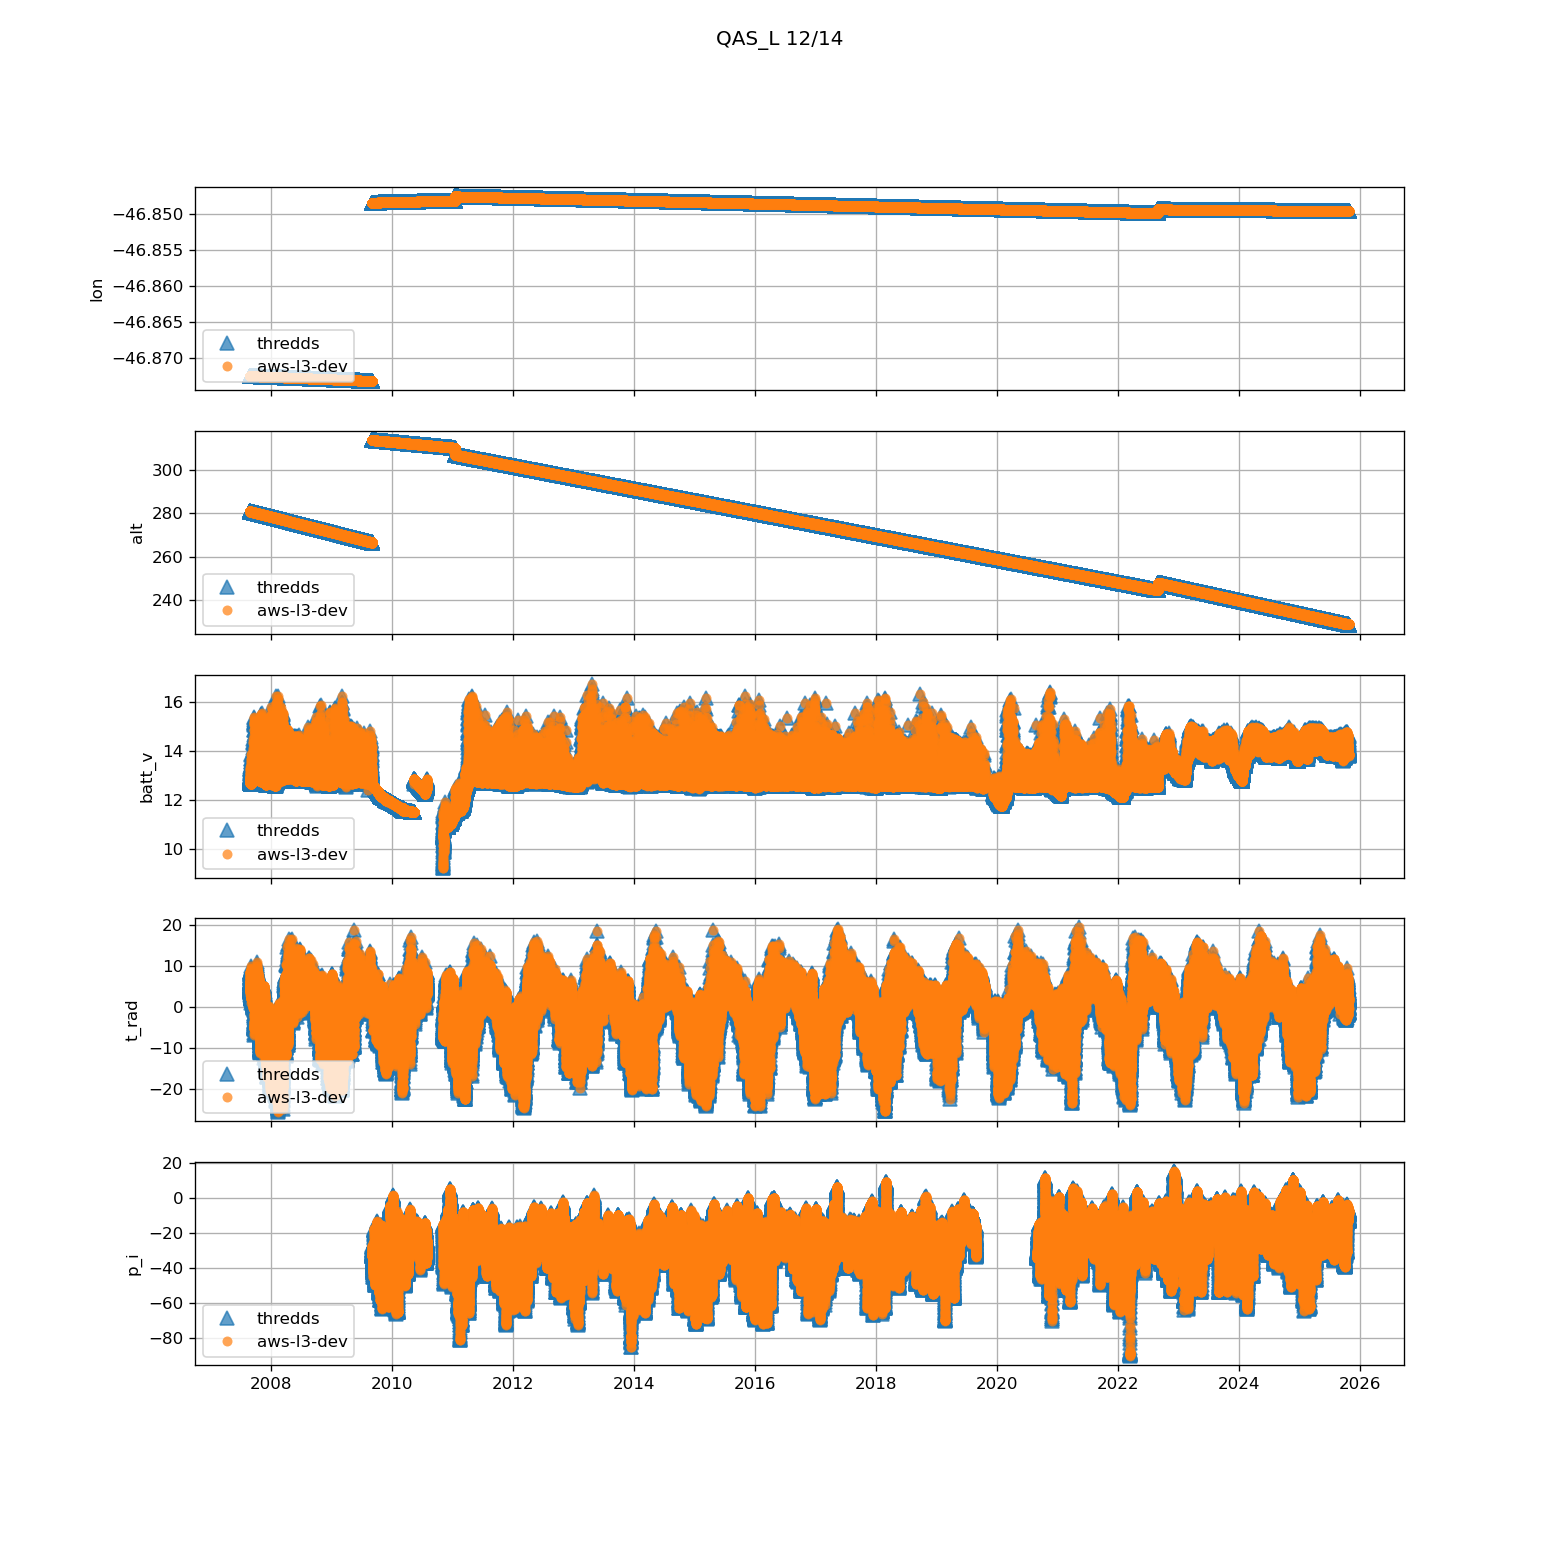 QAS_L 12/14
−46.850
−46.855
−46.860
−46.865
−46.870
lon
thredds
aws-l3-dev
300
280
260
240
alt
thredds
aws-l3-dev
16
14
12
10
batt_v
thredds
aws-l3-dev
20
10
0
−10
−20
t_rad
thredds
aws-l3-dev
20
0
−20
−40
−60
−80
p_i
thredds
aws-l3-dev
2008 2010 2012 2014 2016 2018 2020 2022 2024 2026